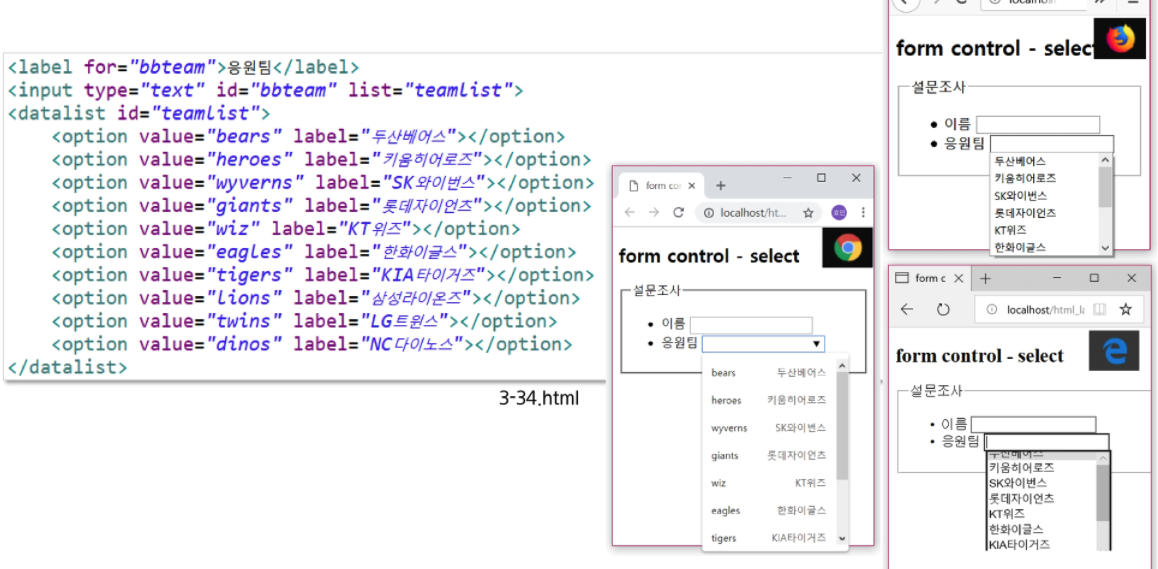 <label for="bbteam">응원팀</label>
<input type="text" id="bbteam" list="teamlist">
<datalist id="teamlist">
<option value="bears" label="두산베어스"></option>
<option value="heroes" label="키움히어로즈"></option>
<option value="wyverns" label="SK와이번스"></option>
<option value="giants" label="롯데자이언츠"></option>
<option value="wiz" label="KT위즈"></option>
<option value="eagles" label="한화이글스"></option>
<option value="tigers" label="KIA타이거즈"></option>
<option value="lions" label="삼성라이온즈"></option>
<option value="twins" label="LG트윈스"></option>
<option value="dinos" label="NC다이노스"></option>
</datalist>
3-34.html
form cor
localhost/ht...
form control - select
설문조사
이름
응원팀
bears 두산베어스
heroes 키움히어로즈
wyverns SK와이번스
giants 롯데자이언츠
wiz KT위즈
eagles 한화이글스
tigers KIA타이거즈
localhost
form control - selec
설문조사
이름
응원팀
두산베어스
키움히어로즈
SK와이번스
롯데자이언츠
KT위즈
한화이글스
form c
localhost/html_l
form control - select
설문조사
이름
응원팀
두산베어스
키움히어로즈
SK와이번스
롯데자이언츠
KT위즈
한화이글스
KIA타이거즈